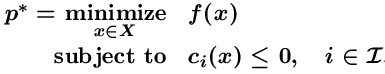 p* = minimize f(x)
x∈X
subject to c_i(x) ≤ 0, i ∈ 𝓘.